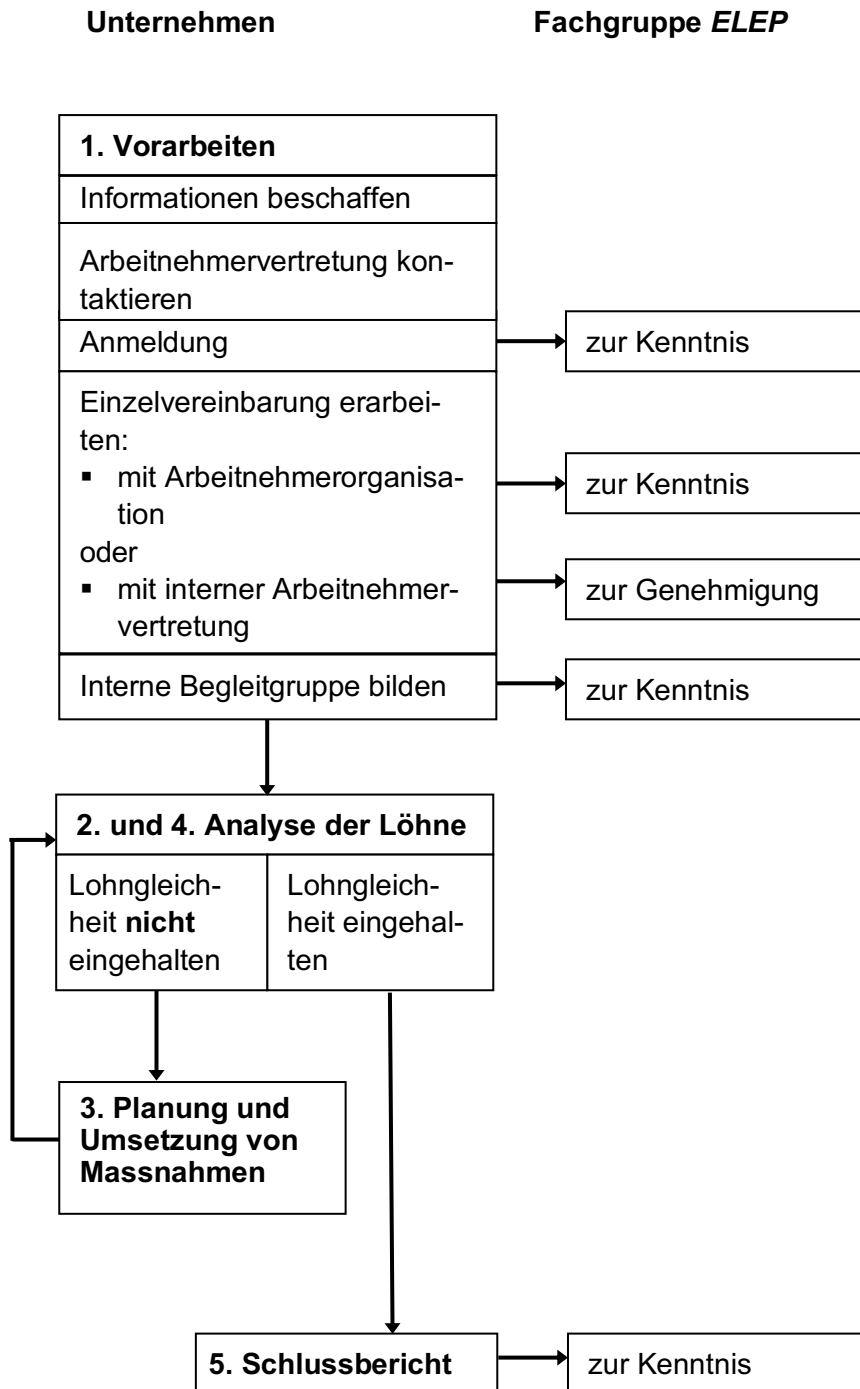 Unternehmen Fachgruppe ELEP
1. Vorarbeiten
Informationen beschaffen
Arbeitnehmervertretung kon-
taktieren
Anmeldung
zur Kenntnis
Einzelvereinbarung erarbei-
ten:
▪ mit Arbeitnehmerorganisa-
tion
zur Kenntnis
oder
▪ mit interner Arbeitnehmer-
vertretung
zur Genehmigung
Interne Begleitgruppe bilden
zur Kenntnis
2. und 4. Analyse der Löhne
Lohngleich-
heit nicht
eingehalten
Lohngleich-
heit eingehal-
ten
3. Planung und
Umsetzung von
Massnahmen
5. Schlussbericht
zur Kenntnis